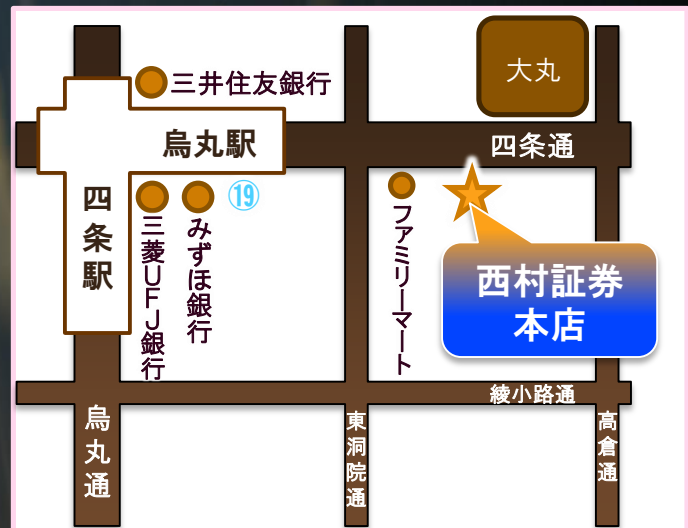 三井住友銀行
大丸
烏丸駅
四条通
四条駅
三菱UFJ銀行
みずほ銀行
⑲
ファミリーマート
西村証券
本店
綾小路通
烏丸通
東洞院通
高倉通